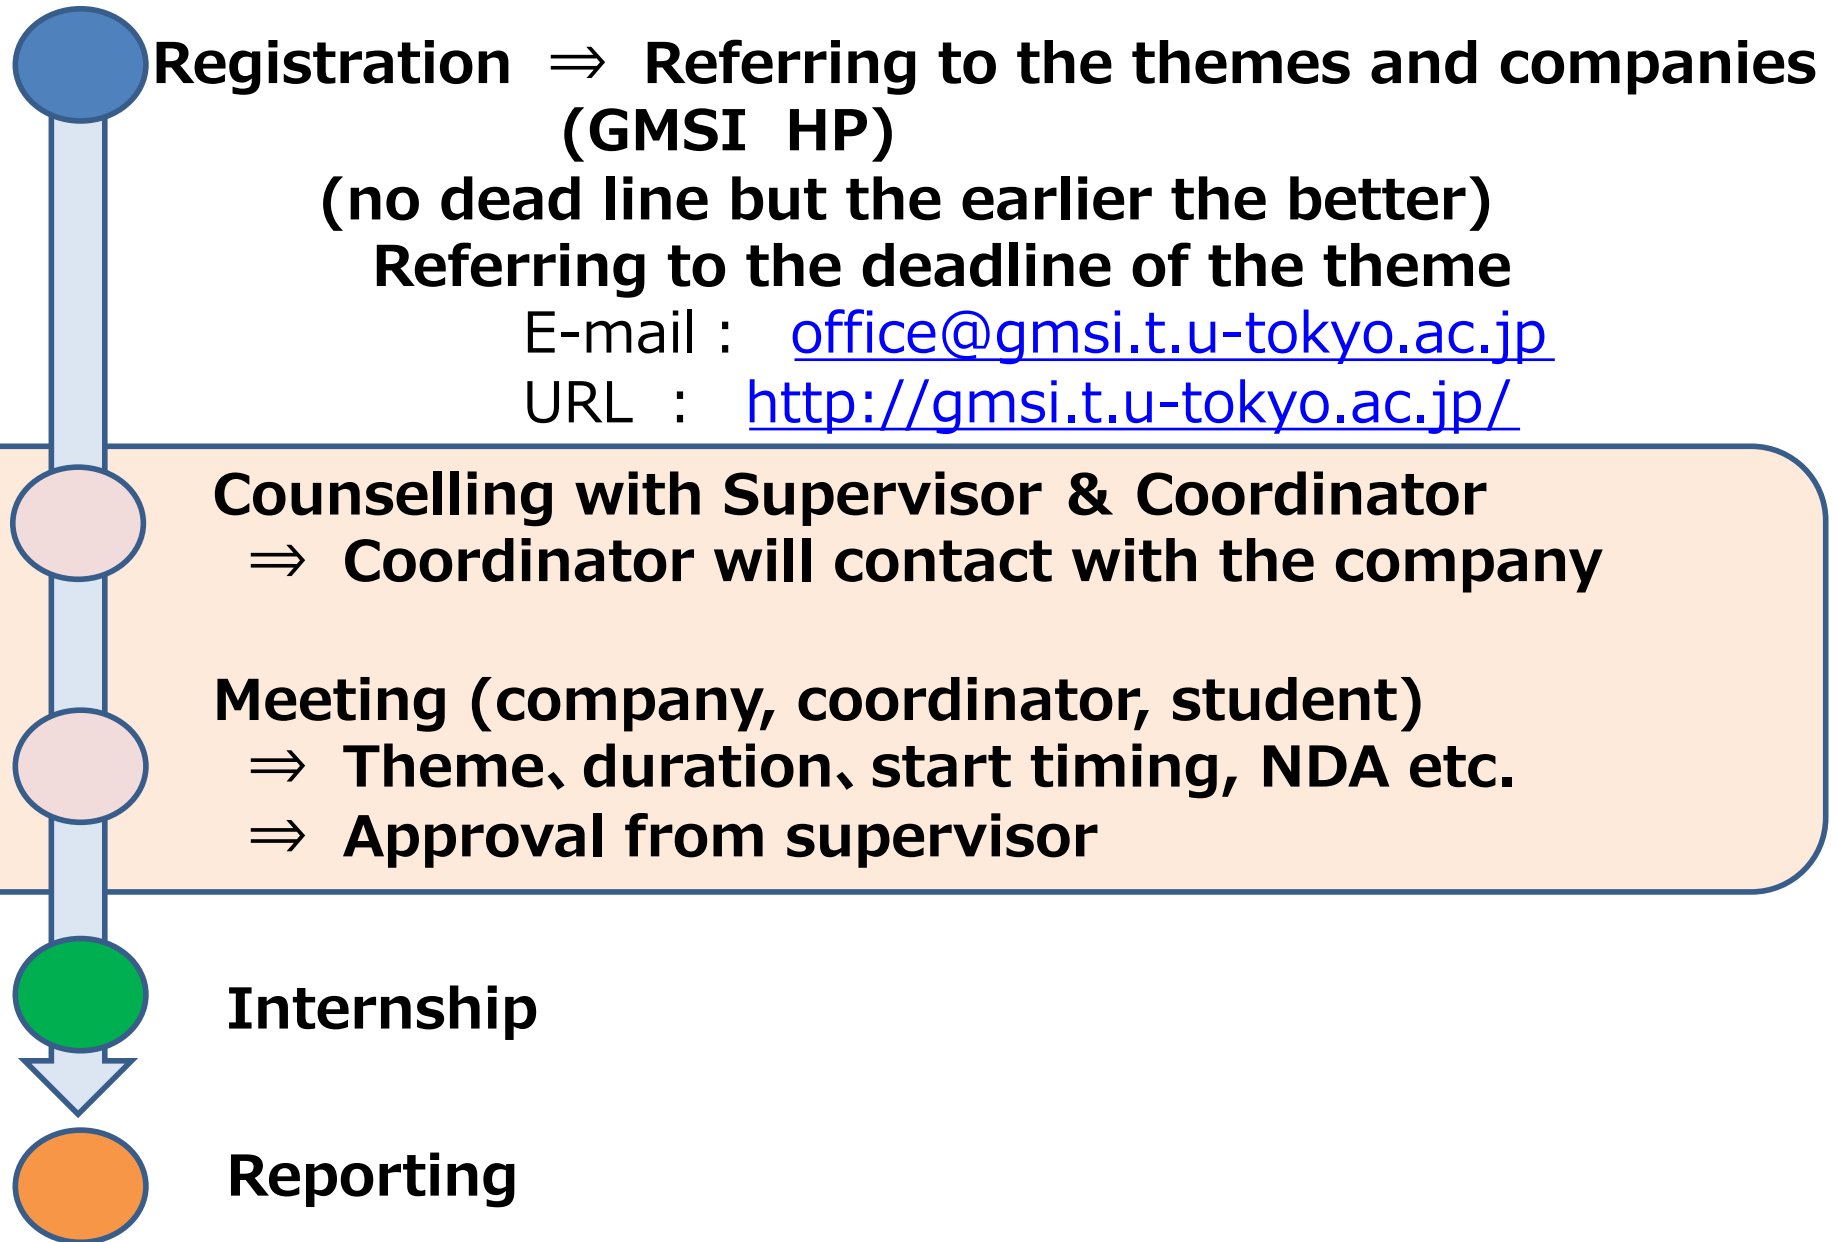 Registration ⇒ Referring to the themes and companies
(GMSI HP)
(no dead line but the earlier the better)
Referring to the deadline of the theme
E-mail : office@gmsi.t.u-tokyo.ac.jp
URL : http://gmsi.t.u-tokyo.ac.jp/
Counselling with Supervisor & Coordinator
⇒ Coordinator will contact with the company
Meeting (company, coordinator, student)
⇒ Theme、duration、start timing, NDA etc.
⇒ Approval from supervisor
Internship
Reporting